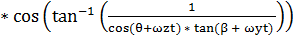 * cos (tan⁻¹ (1 / (cos(θ+ωzt) * tan(β + ωyt))))